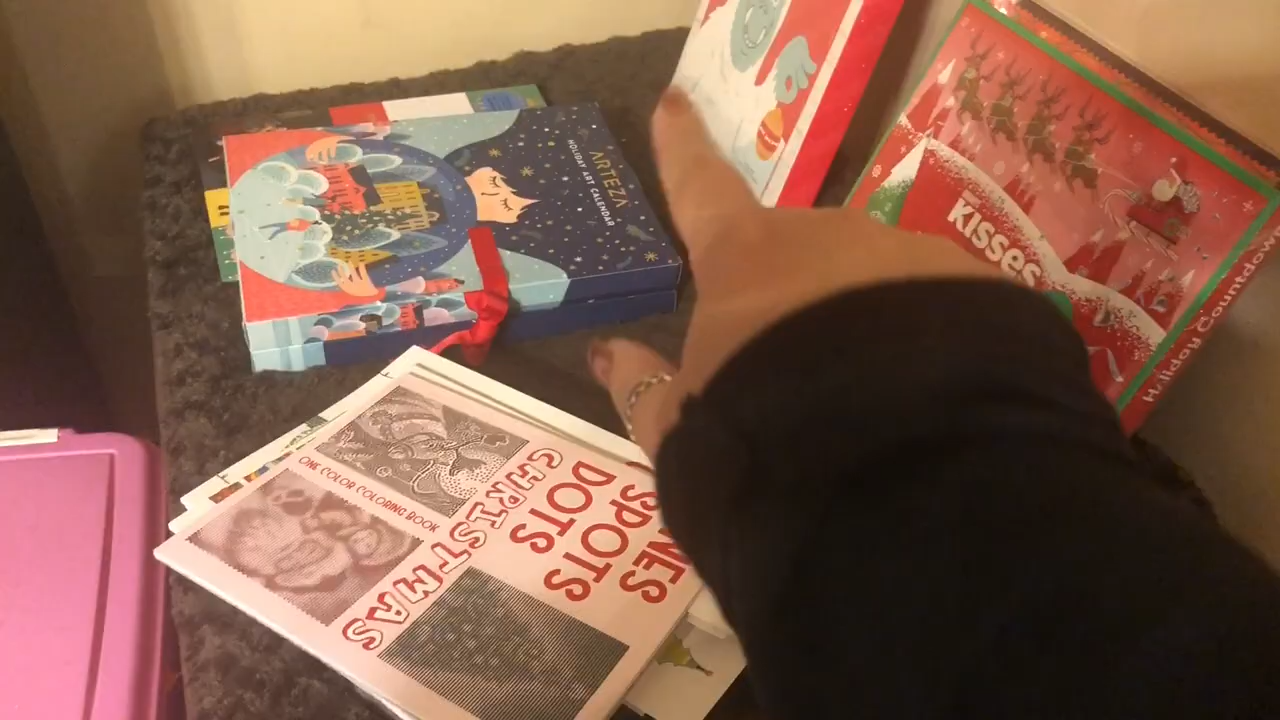 ARTEZA
HOLIDAY ART CALENDAR
KISSES
Holiday Countdown
ONE COLOR COLORING BOOK
CHRISTMAS
DOTS
SPOTS